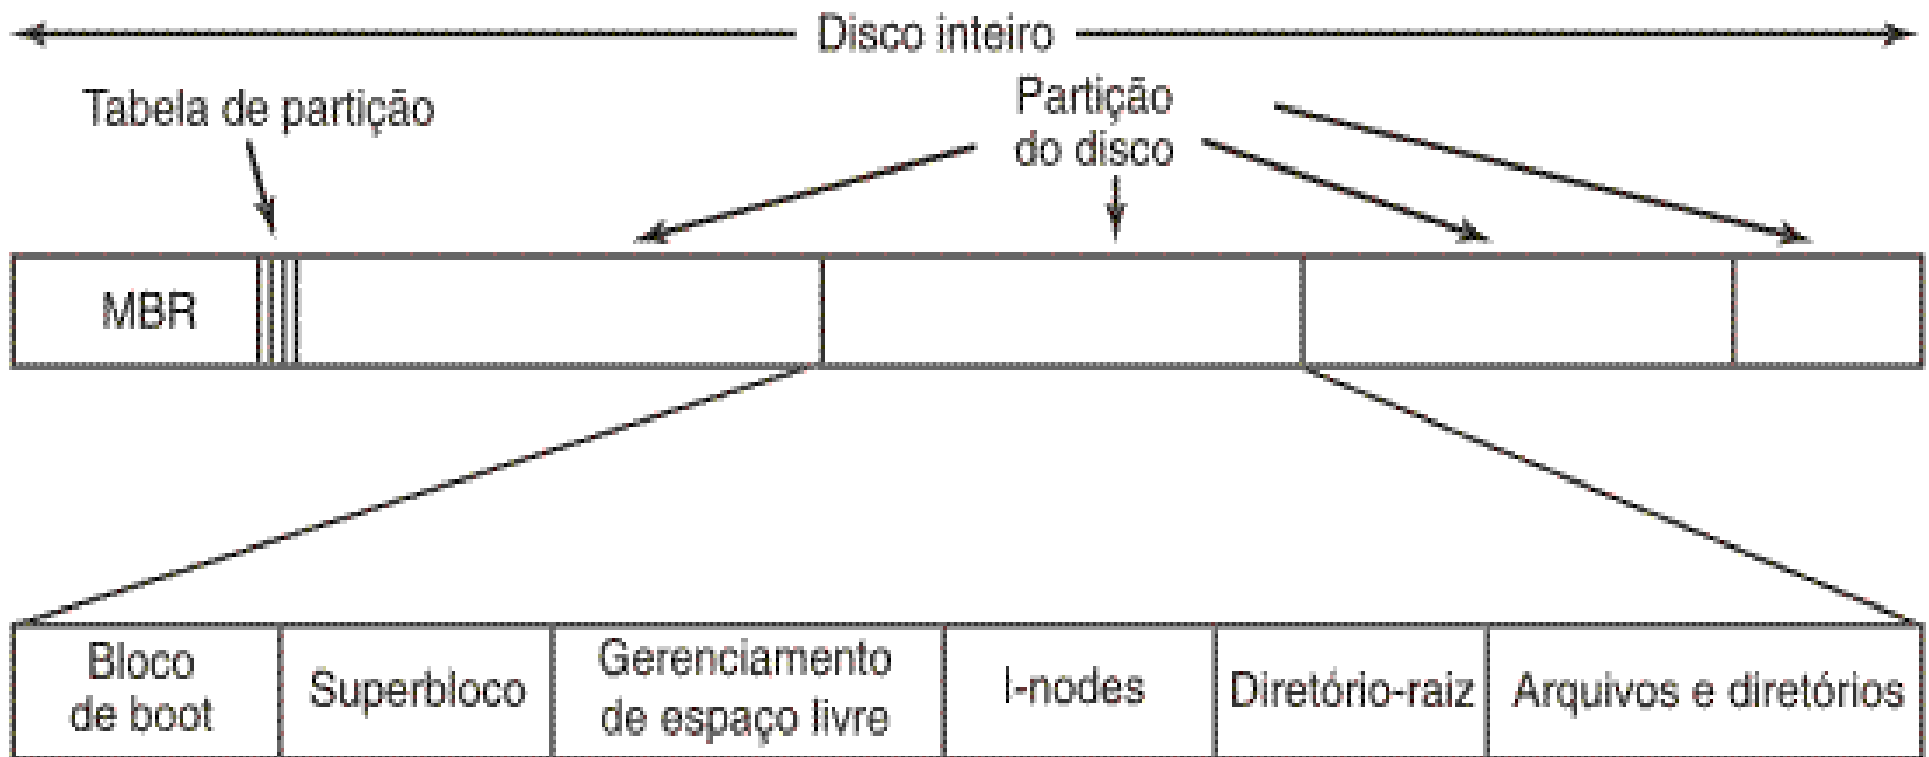 Disco inteiro
Tabela de partição
Partição
do disco
MBR
Bloco
de boot
Superbloco
Gerenciamento
de espaço livre
I-nodes
Diretório-raiz
Arquivos e diretórios